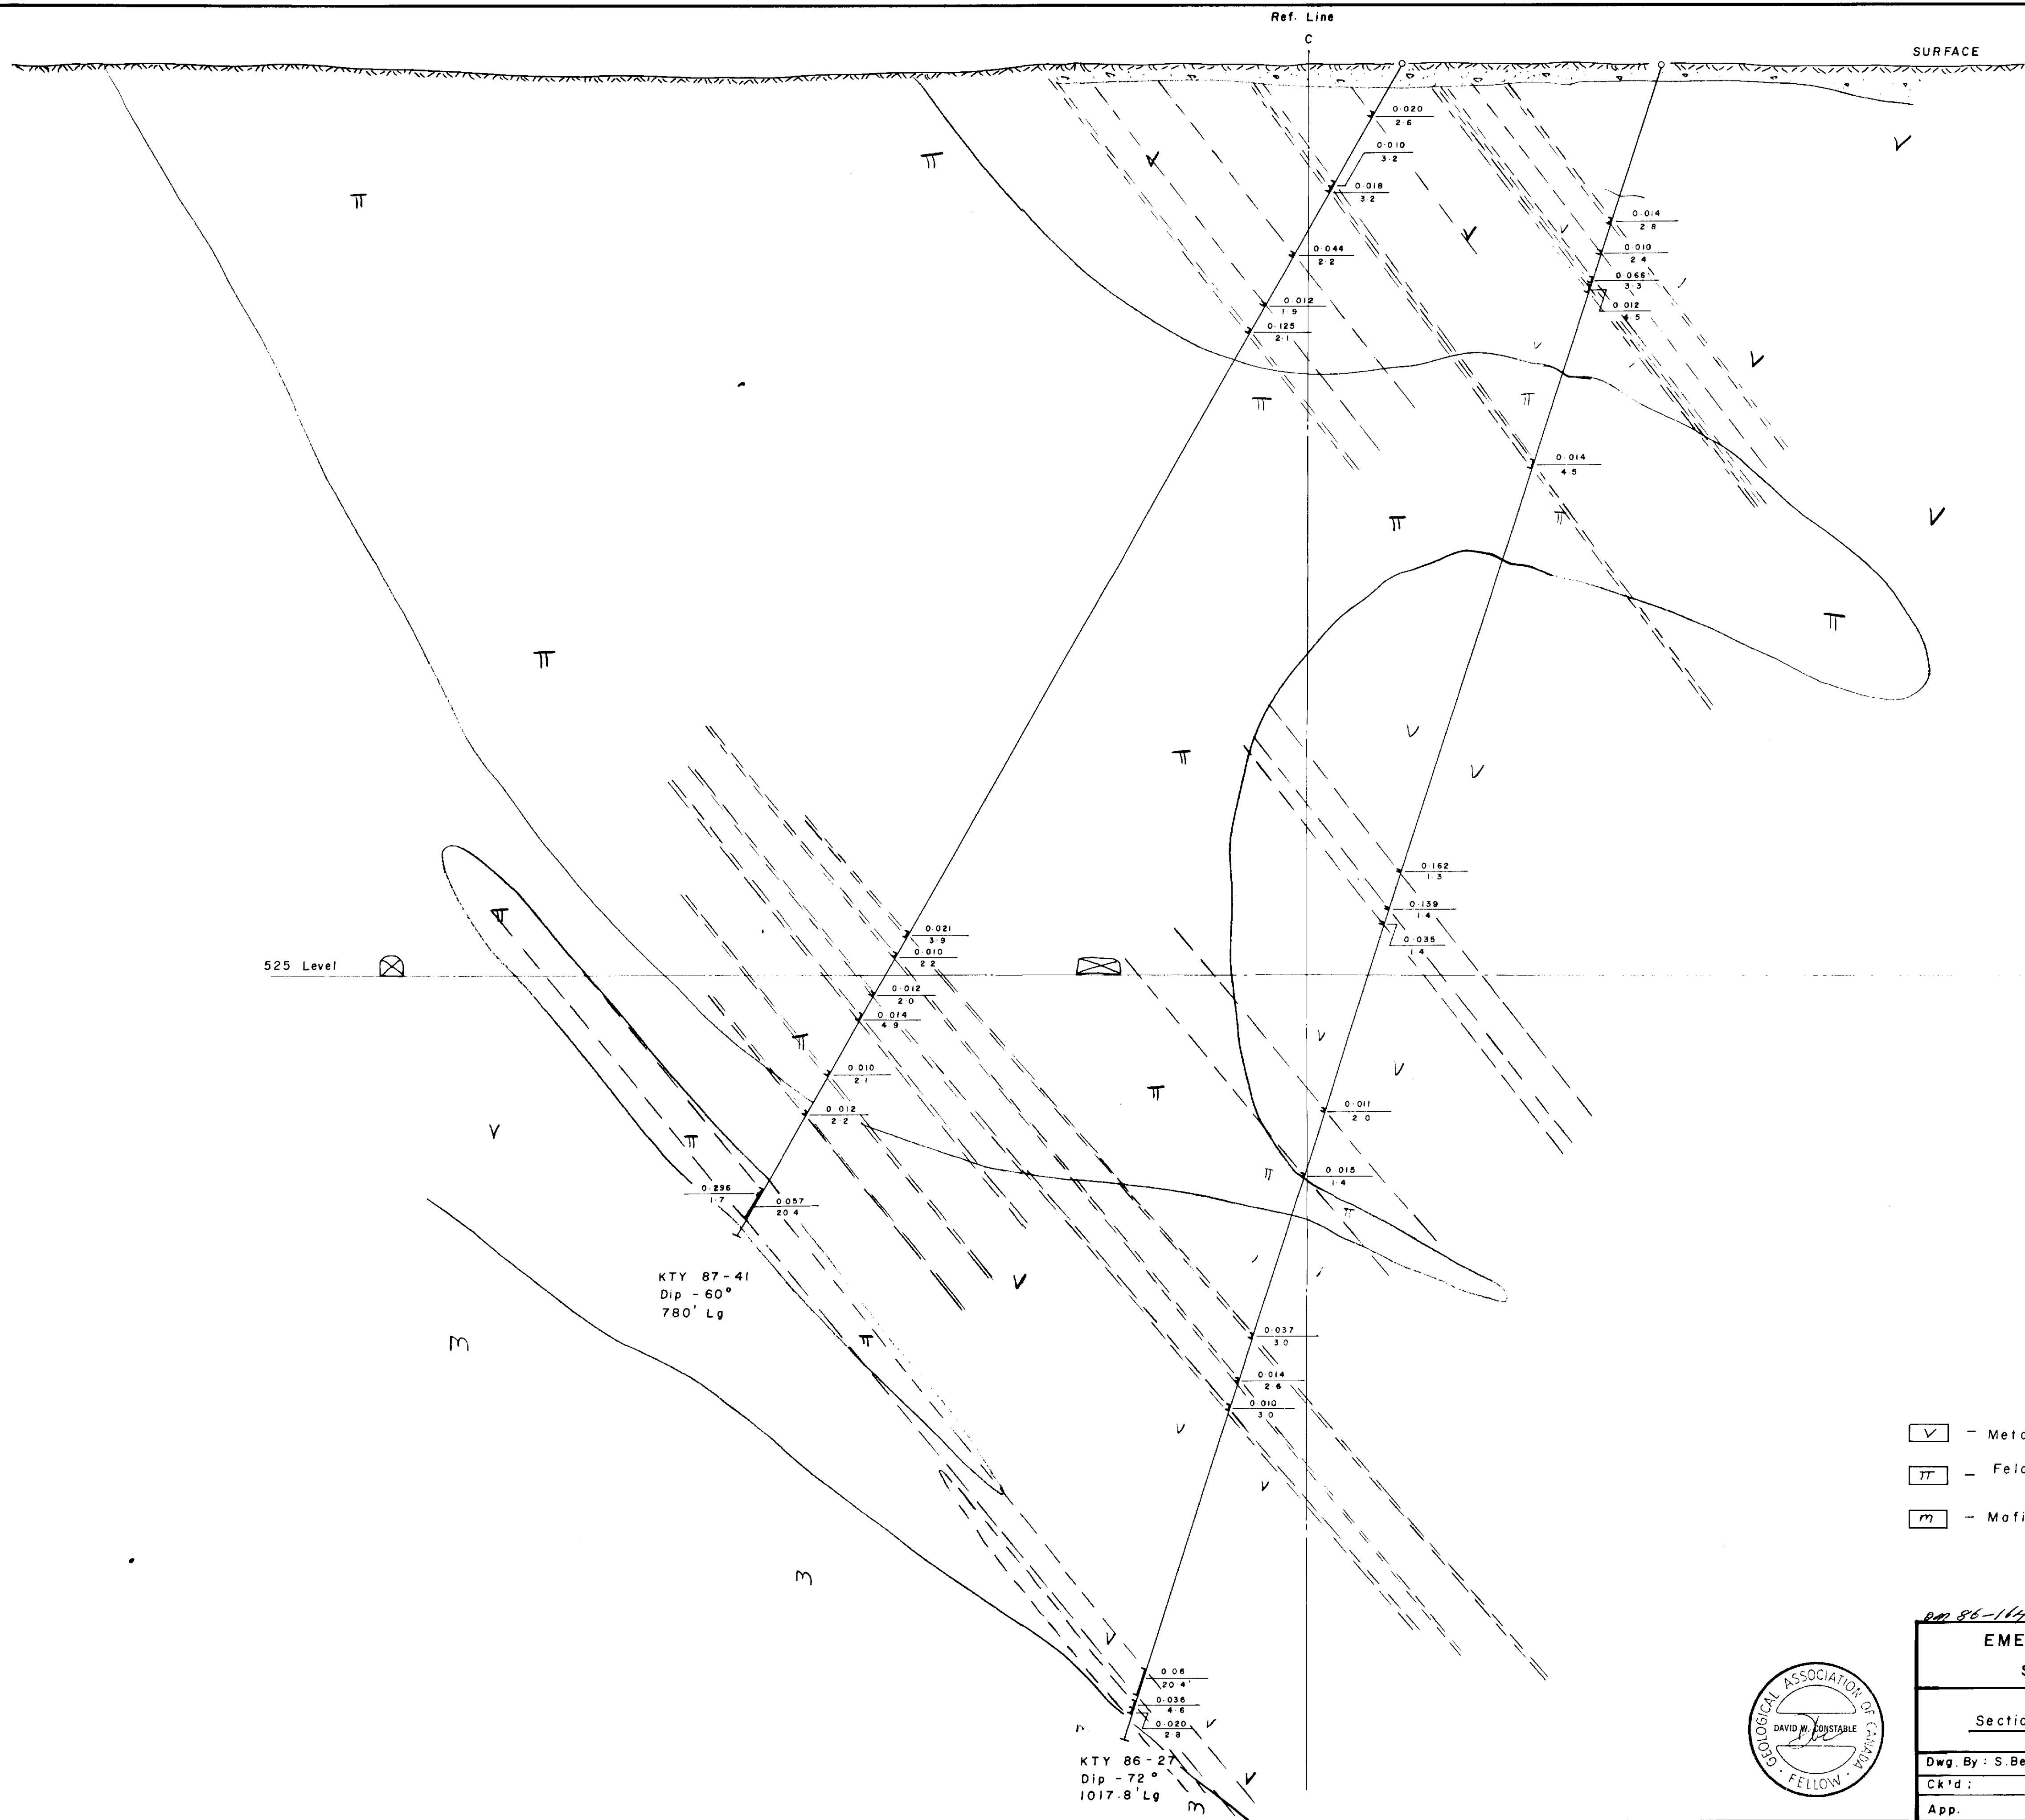 Ref. Line
C
SURFACE
0.020
2.6
0.010
3.2
0.018
3.2
0.044
2.2
0.012
1.9
0.125
2.1
0.014
2.8
0.010
2.4
0.066
3.3
0.012
4.5
0.014
4.5
0.162
1.3
0.139
1.4
0.035
1.4
525 Level
0.021
3.9
0.010
2.2
0.012
2.0
0.014
4.9
0.010
2.1
0.012
2.2
0.011
2.0
0.015
1.4
0.296
1.7
0.057
20.4
KTY 87-41
Dip -60°
780' Lg
0.037
3.0
0.014
2.6
0.010
3.0
V - Meta
π - Feld
m - Mafi
0.06
20.4'
0.036
4.6
0.020
2.8
KTY 86-27
Dip -72°
1017.8' Lg
GEOLOGICAL ASSOCIATION OF CANADA
DAVID W. CONSTABLE
FELLOW
EME
S
Sectio
Dwg. By : S.Be
Ck'd :
App.